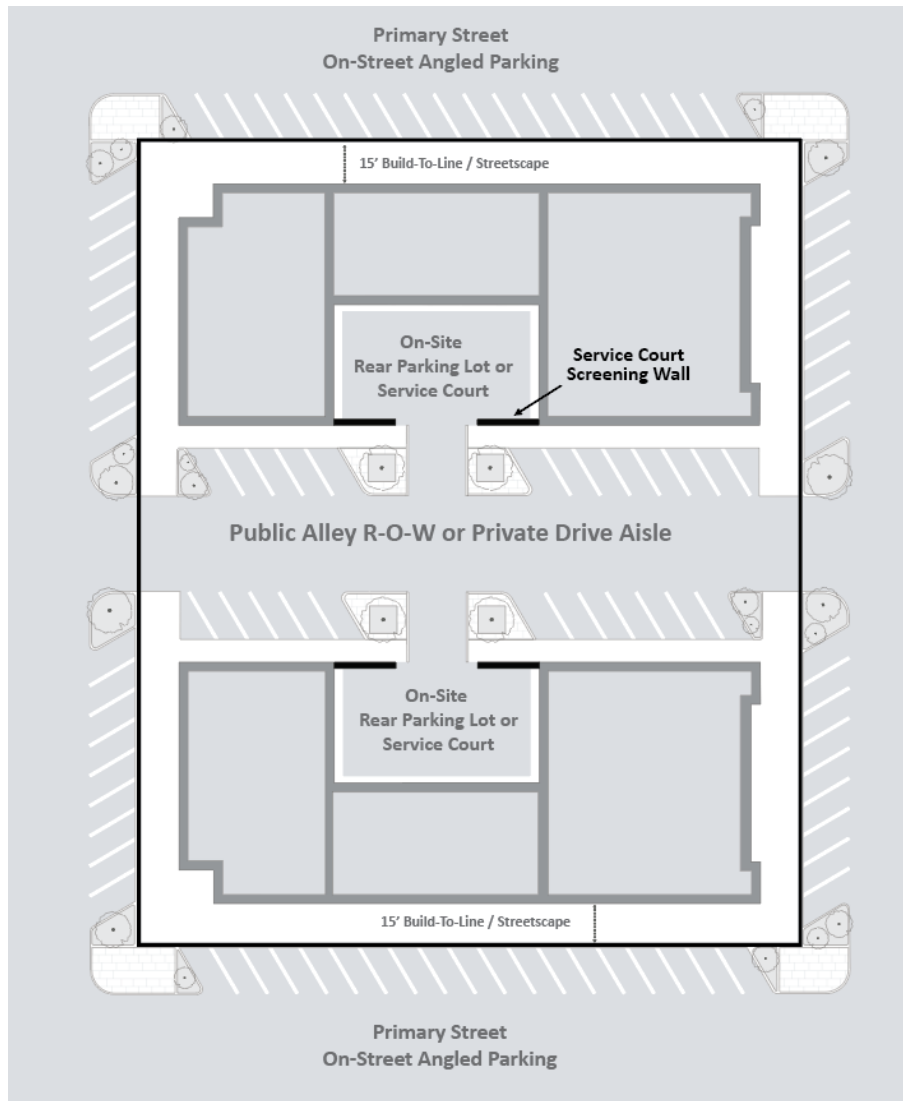 Primary Street
On-Street Angled Parking
15' Build-To-Line / Streetscape
On-Site
Rear Parking Lot or
Service Court
Service Court
Screening Wall
Public Alley R-O-W or Private Drive Aisle
On-Site
Rear Parking Lot or
Service Court
15' Build-To-Line / Streetscape
Primary Street
On-Street Angled Parking